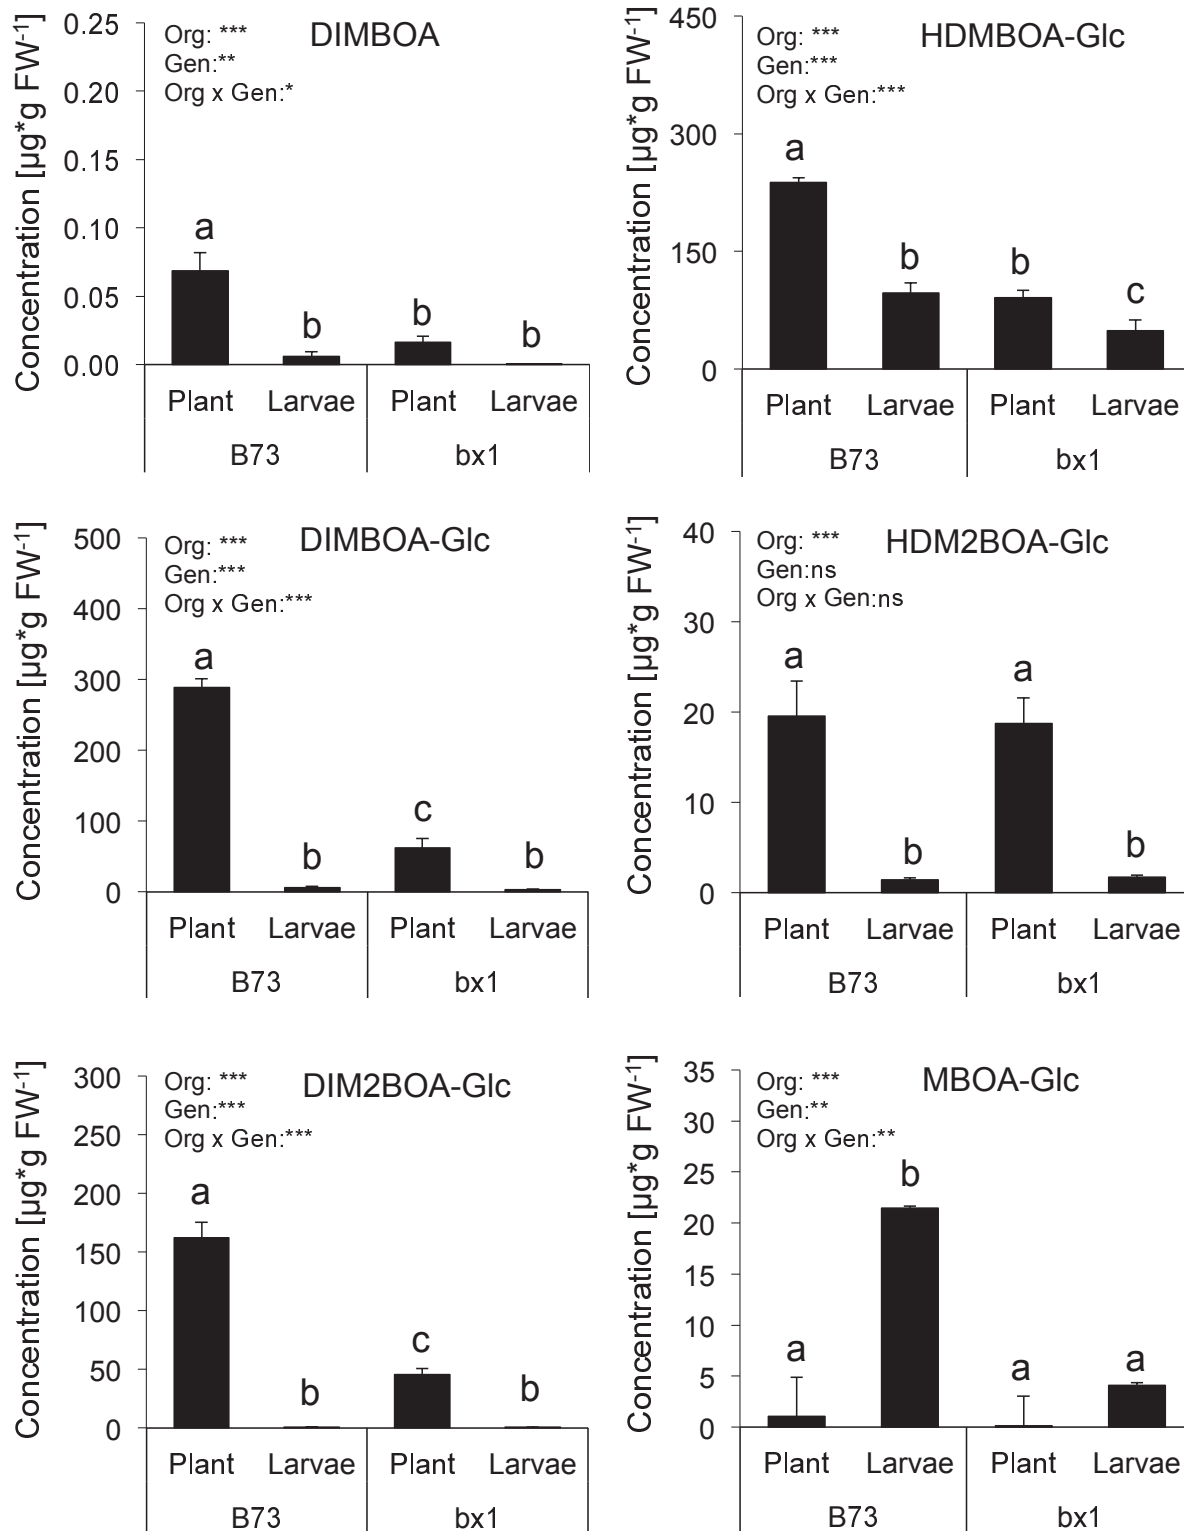 DIMBOA
Org: ***
Gen:**
Org x Gen:*
Concentration [µg*g FW-1]
0.25
0.20
0.15
0.10
0.05
0.00
a
b
b
b
Plant Larvae Plant Larvae
B73 bx1
HDMBOA-Glc
Org: ***
Gen:***
Org x Gen:***
Concentration [µg*g FW-1]
450
300
150
0
a
b
b
c
Plant Larvae Plant Larvae
B73 bx1
DIMBOA-Glc
Org: ***
Gen:***
Org x Gen:***
Concentration [µg*g FW-1]
500
400
300
200
100
0
a
b
c
b
Plant Larvae Plant Larvae
B73 bx1
HDM2BOA-Glc
Org: ***
Gen:ns
Org x Gen:ns
Concentration [µg*g FW-1]
40
30
20
10
0
a
b
a
b
Plant Larvae Plant Larvae
B73 bx1
DIM2BOA-Glc
Org: ***
Gen:***
Org x Gen:***
Concentration [µg*g FW-1]
300
250
200
150
100
50
0
a
b
c
b
Plant Larvae Plant Larvae
B73 bx1
MBOA-Glc
Org: ***
Gen:**
Org x Gen:**
Concentration [µg*g FW-1]
35
30
25
20
15
10
5
0
a
b
a
a
Plant Larvae Plant Larvae
B73 bx1